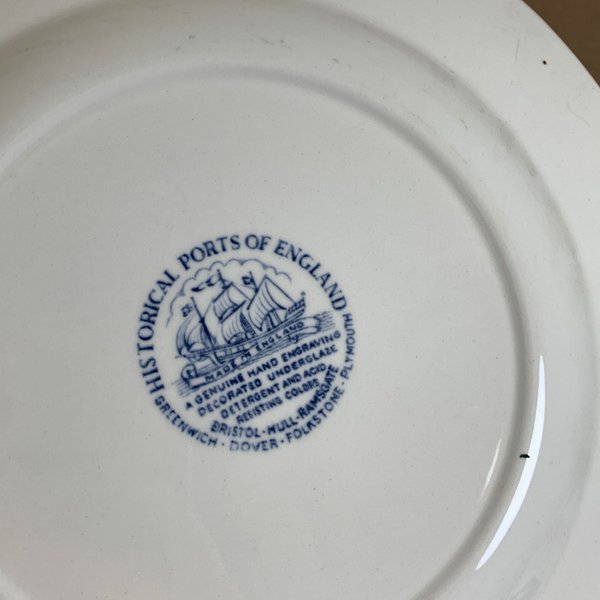 HISTORICAL PORTS OF ENGLAND
MADE IN ENGLAND
A GENUINE HAND ENGRAVING
DECORATED UNDERGLAZE
DETERGENT AND ACID
RESISTING COLORS
BRISTOL · HULL · RAMSGATE
GREENWICH · DOVER · FOLKSTONE · PLYMOUTH